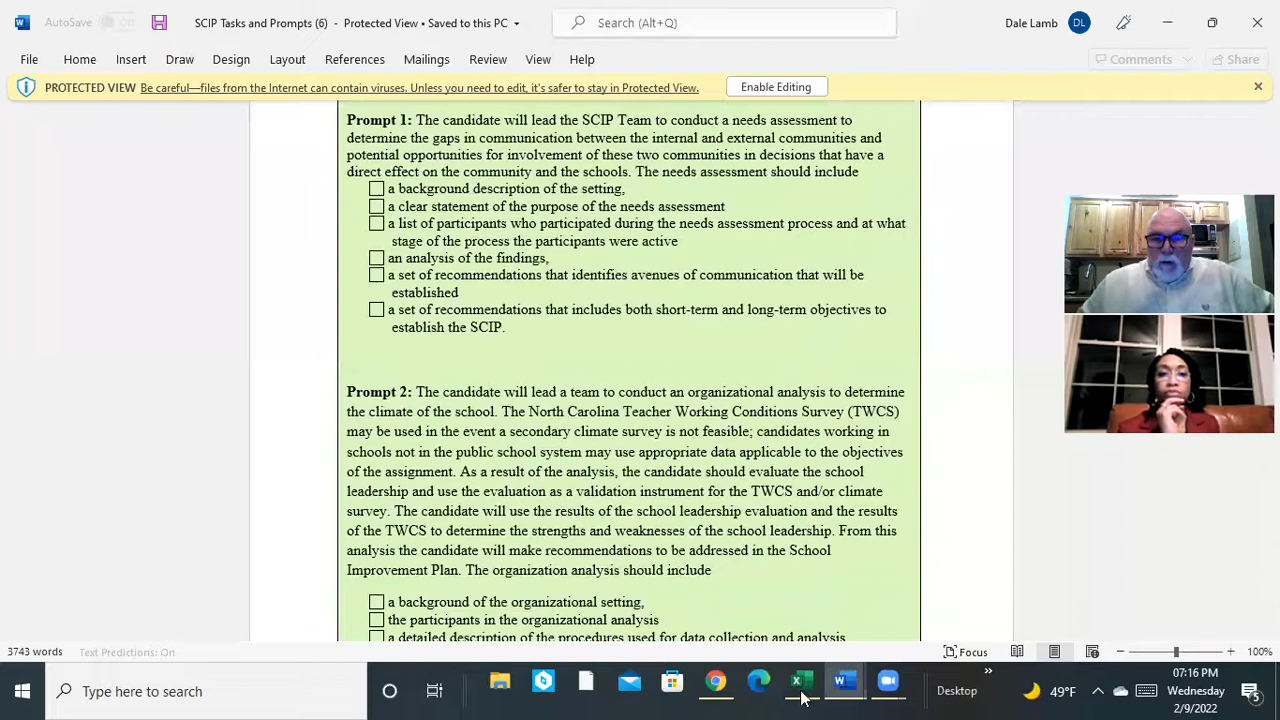 AutoSave Off SCIP Tasks and Prompts (6) - Protected View • Saved to this PC Search (Alt+Q) Dale Lamb DL
File Home Insert Draw Design Layout References Mailings Review View Help Comments Share
PROTECTED VIEW Be careful—files from the Internet can contain viruses. Unless you need to edit, it's safer to stay in Protected View. Enable Editing
Prompt 1: The candidate will lead the SCIP Team to conduct a needs assessment to
determine the gaps in communication between the internal and external communities and
potential opportunities for involvement of these two communities in decisions that have a
direct effect on the community and the schools. The needs assessment should include
a background description of the setting,
a clear statement of the purpose of the needs assessment
a list of participants who participated during the needs assessment process and at what
stage of the process the participants were active
an analysis of the findings,
a set of recommendations that identifies avenues of communication that will be
established
a set of recommendations that includes both short-term and long-term objectives to
establish the SCIP.
Prompt 2: The candidate will lead a team to conduct an organizational analysis to determine
the climate of the school. The North Carolina Teacher Working Conditions Survey (TWCS)
may be used in the event a secondary climate survey is not feasible; candidates working in
schools not in the public school system may use appropriate data applicable to the objectives
of the assignment. As a result of the analysis, the candidate should evaluate the school
leadership and use the evaluation as a validation instrument for the TWCS and/or climate
survey. The candidate will use the results of the school leadership evaluation and the results
of the TWCS to determine the strengths and weaknesses of the school leadership. From this
analysis the candidate will make recommendations to be addressed in the School
Improvement Plan. The organization analysis should include
a background of the organizational setting,
the participants in the organizational analysis
a detailed description of the procedures used for data collection and analysis
3743 words Text Predictions: On Focus 100%
Type here to search Desktop 49°F 07:16 PM
Wednesday
2/9/2022 5